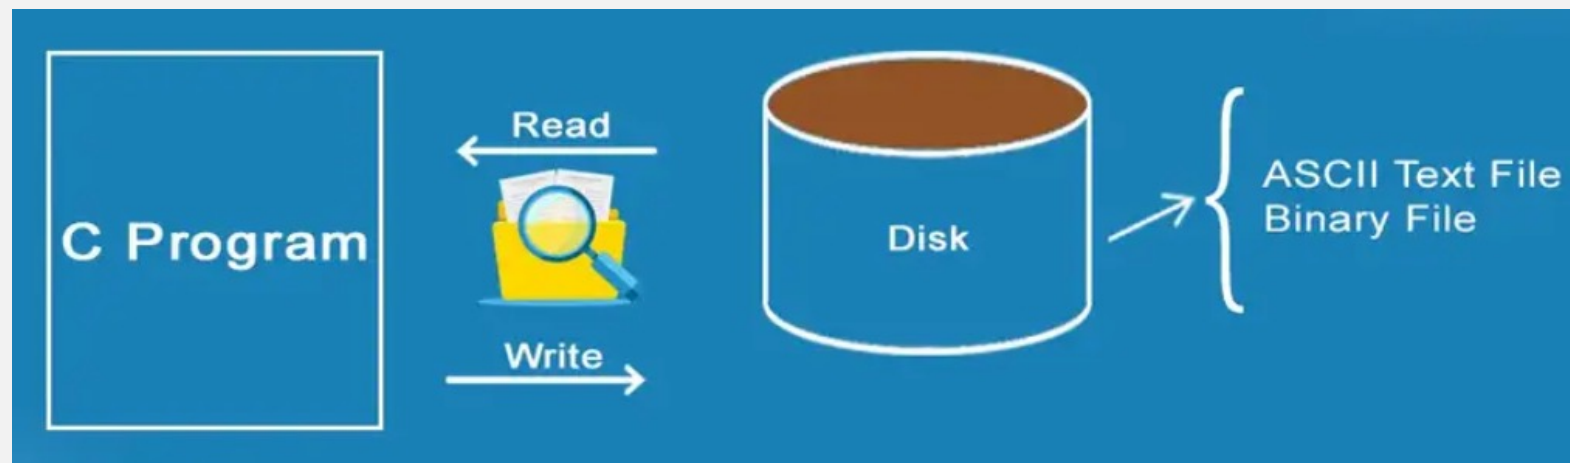 C Program
Read
Write
Disk
ASCII Text File
Binary File